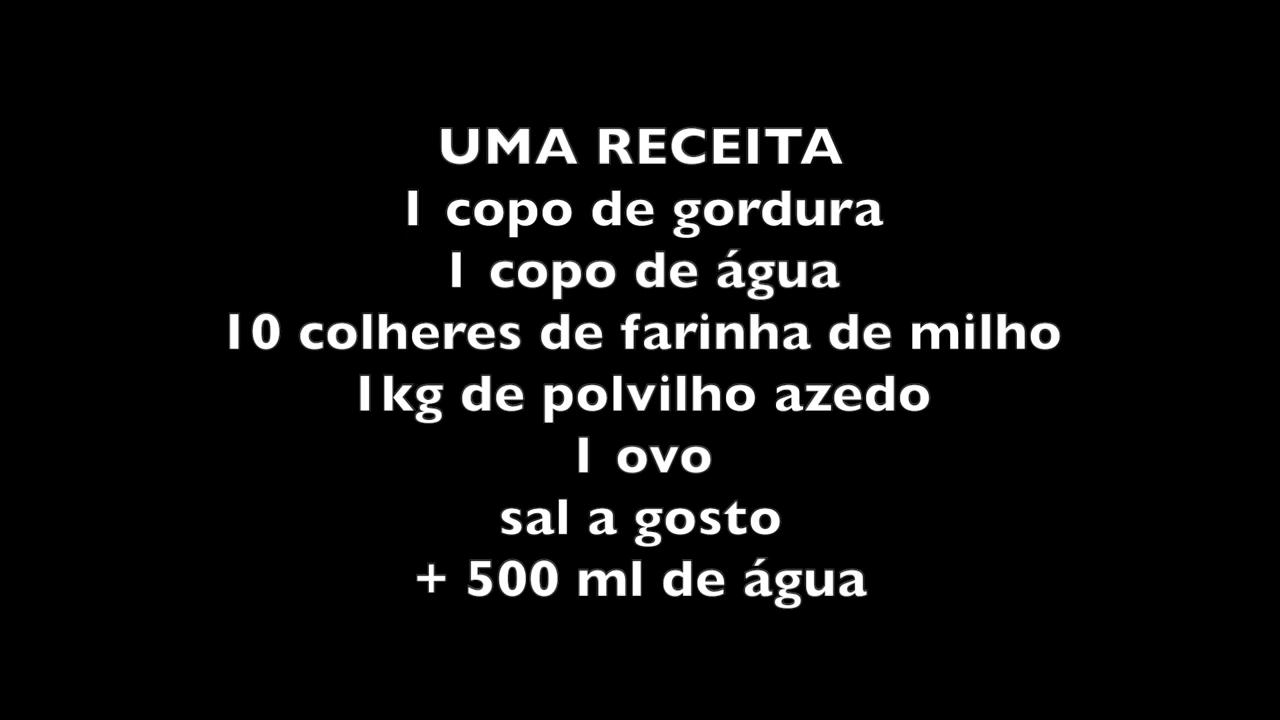 UMA RECEITA
1 copo de gordura
1 copo de água
10 colheres de farinha de milho
1kg de polvilho azedo
1 ovo
sal a gosto
+ 500 ml de água